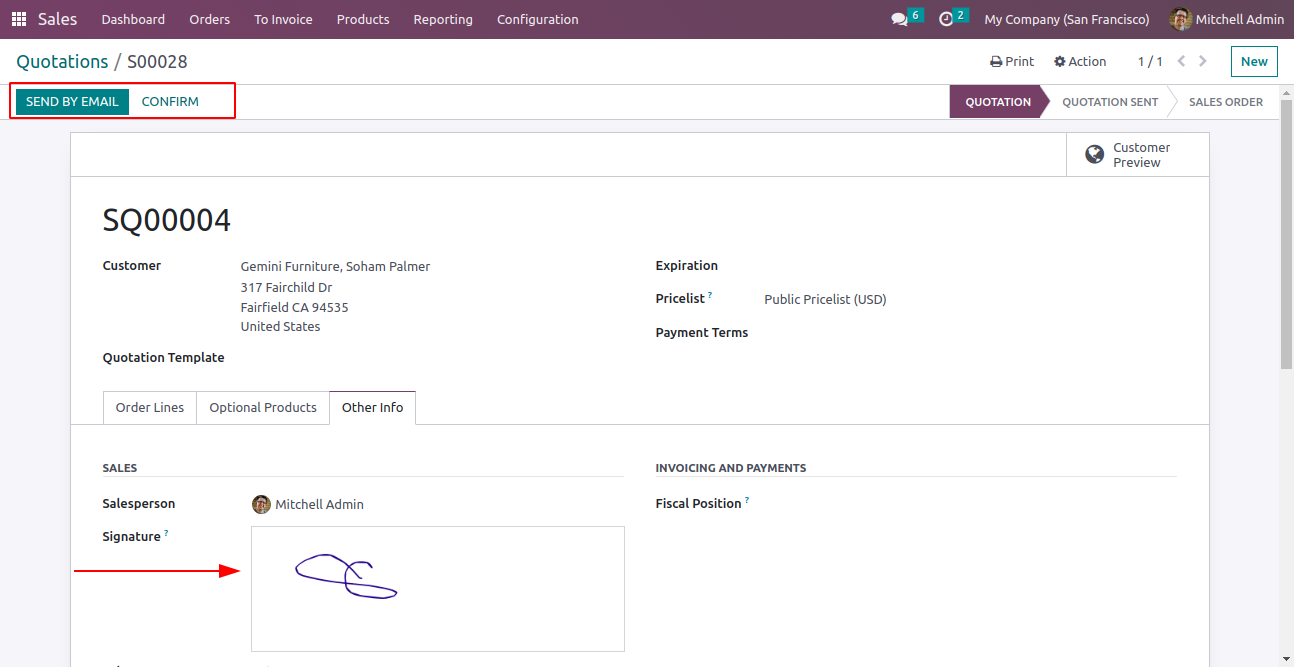 Sales Dashboard Orders To Invoice Products Reporting Configuration 6 2 My Company (San Francisco) Mitchell Admin
Quotations / S00028 Print Action 1 / 1 New
SEND BY EMAIL CONFIRM QUOTATION QUOTATION SENT SALES ORDER
Customer
Preview
SQ00004
Customer Gemini Furniture, Soham Palmer
317 Fairchild Dr
Fairfield CA 94535
United States
Quotation Template
Expiration
Pricelist ? Public Pricelist (USD)
Payment Terms
Order Lines Optional Products Other Info
SALES
Salesperson Mitchell Admin
Signature ?
INVOICING AND PAYMENTS
Fiscal Position ?